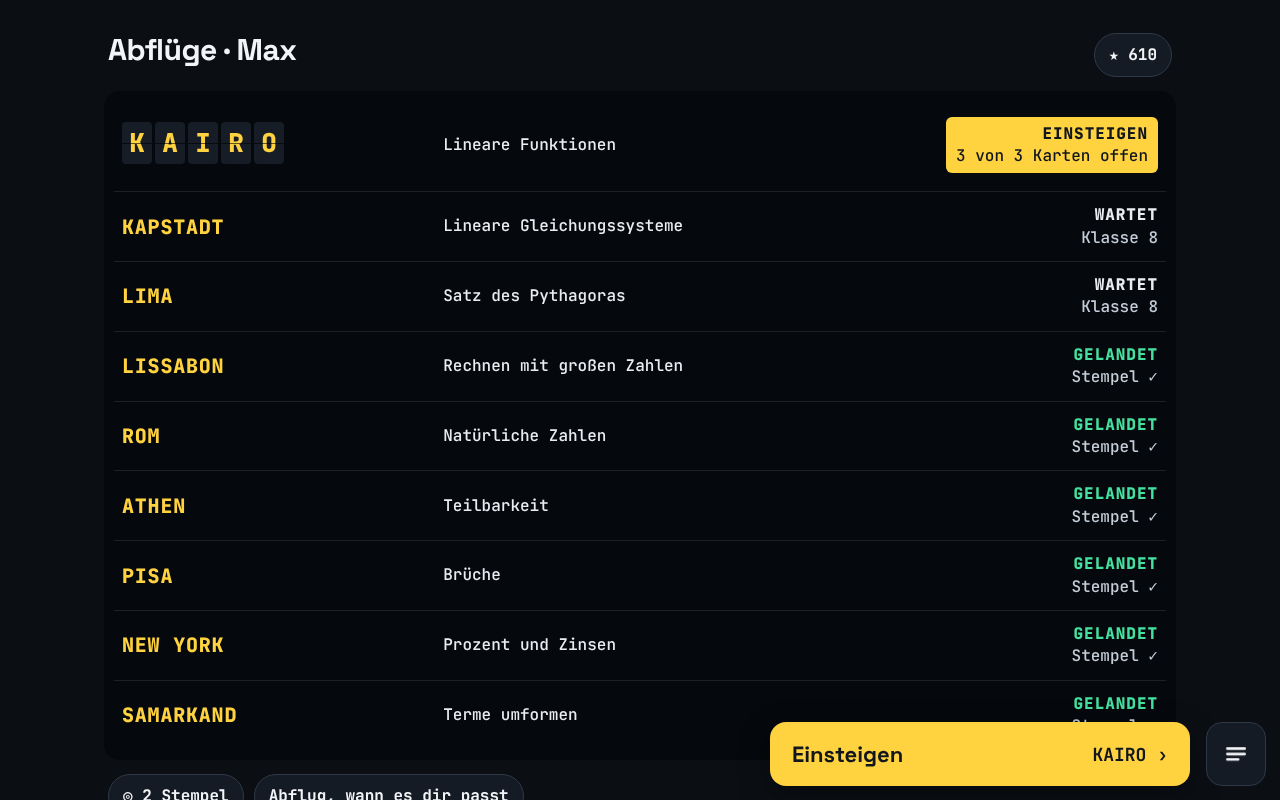 Abflüge · Max
★ 610
KAIRO
Lineare Funktionen
EINSTEIGEN
3 von 3 Karten offen
KAPSTADT
Lineare Gleichungssysteme
WARTET
Klasse 8
LIMA
Satz des Pythagoras
WARTET
Klasse 8
LISSABON
Rechnen mit großen Zahlen
GELANDET
Stempel ✓
ROM
Natürliche Zahlen
GELANDET
Stempel ✓
ATHEN
Teilbarkeit
GELANDET
Stempel ✓
PISA
Brüche
GELANDET
Stempel ✓
NEW YORK
Prozent und Zinsen
GELANDET
Stempel ✓
SAMARKAND
Terme umformen
GELANDET
Einsteigen
KAIRO ›
◎ 2 Stempel
Abflug, wann es dir passt